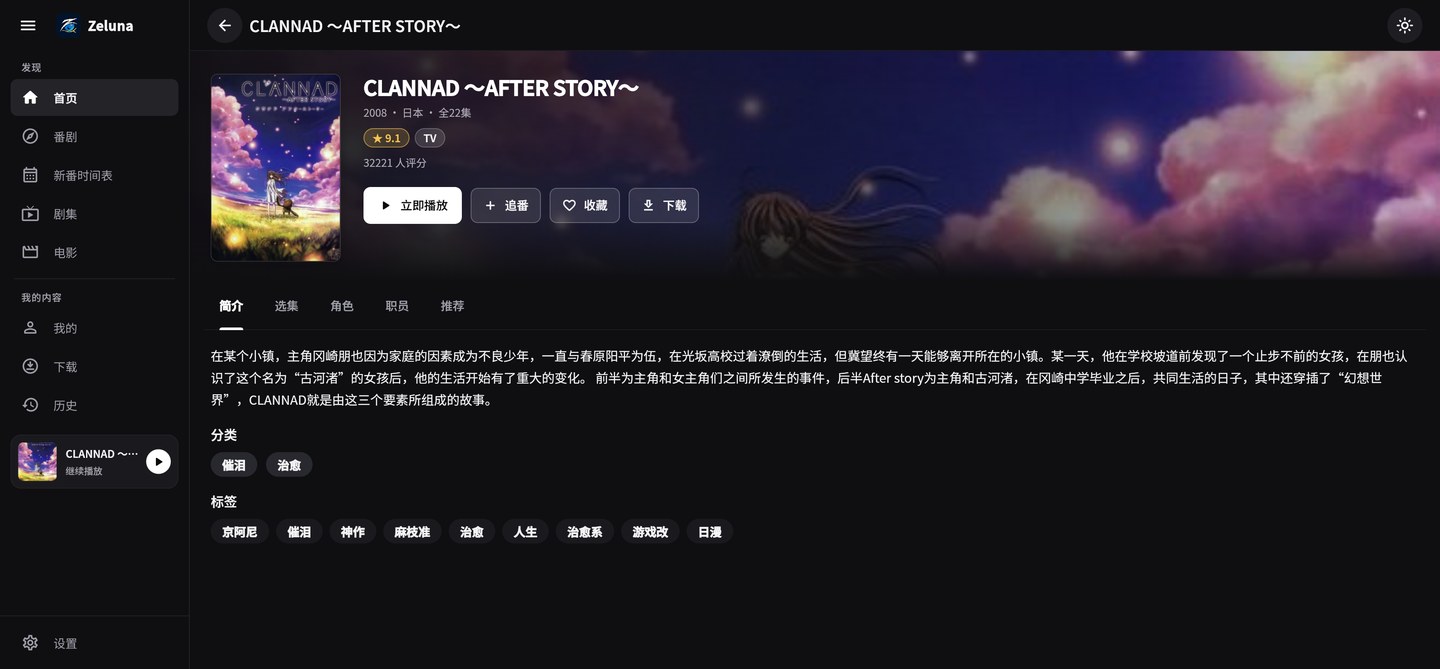 Zeluna
CLANNAD ～AFTER STORY～
发现
首页
番剧
新番时间表
剧集
电影
我的内容
我的
下载
历史
CLANNAD ～…
继续播放
设置
CLANNAD
CLANNAD ～AFTER STORY～
2008 • 日本 • 全22集
★ 9.1
TV
32221 人评分
立即播放
追番
收藏
下载
简介
选集
角色
职员
推荐
在某个小镇，主角冈崎朋也因为家庭的因素成为不良少年，一直与春原阳平为伍，在光坂高校过着潦倒的生活，但冀望终有一天能够离开所在的小镇。某一天，他在学校坡道前发现了一个止步不前的女孩，在朋也认
识了这个名为“古河渚”的女孩后，他的生活开始有了重大的变化。 前半为主角和女主角们之间所发生的事件，后半After story为主角和古河渚，在冈崎中学毕业之后，共同生活的日子，其中还穿插了“幻想世
界”，CLANNAD就是由这三个要素所组成的故事。
分类
催泪
治愈
标签
京阿尼
催泪
神作
麻枝准
治愈
人生
治愈系
游戏改
日漫